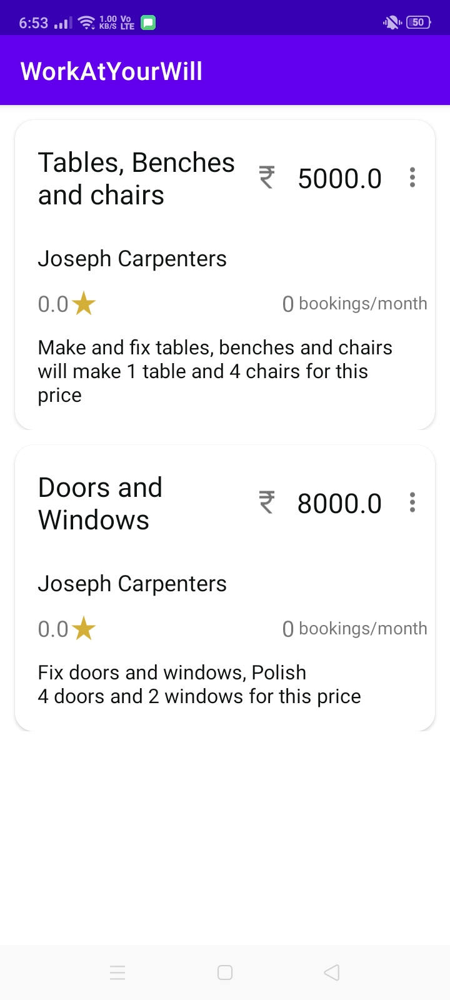 6:53 1.00 KB/S Vo LTE 50
WorkAtYourWill
Tables, Benches
and chairs
₹ 5000.0
Joseph Carpenters
0.0 0 bookings/month
Make and fix tables, benches and chairs
will make 1 table and 4 chairs for this
price
Doors and
Windows
₹ 8000.0
Joseph Carpenters
0.0 0 bookings/month
Fix doors and windows, Polish
4 doors and 2 windows for this price